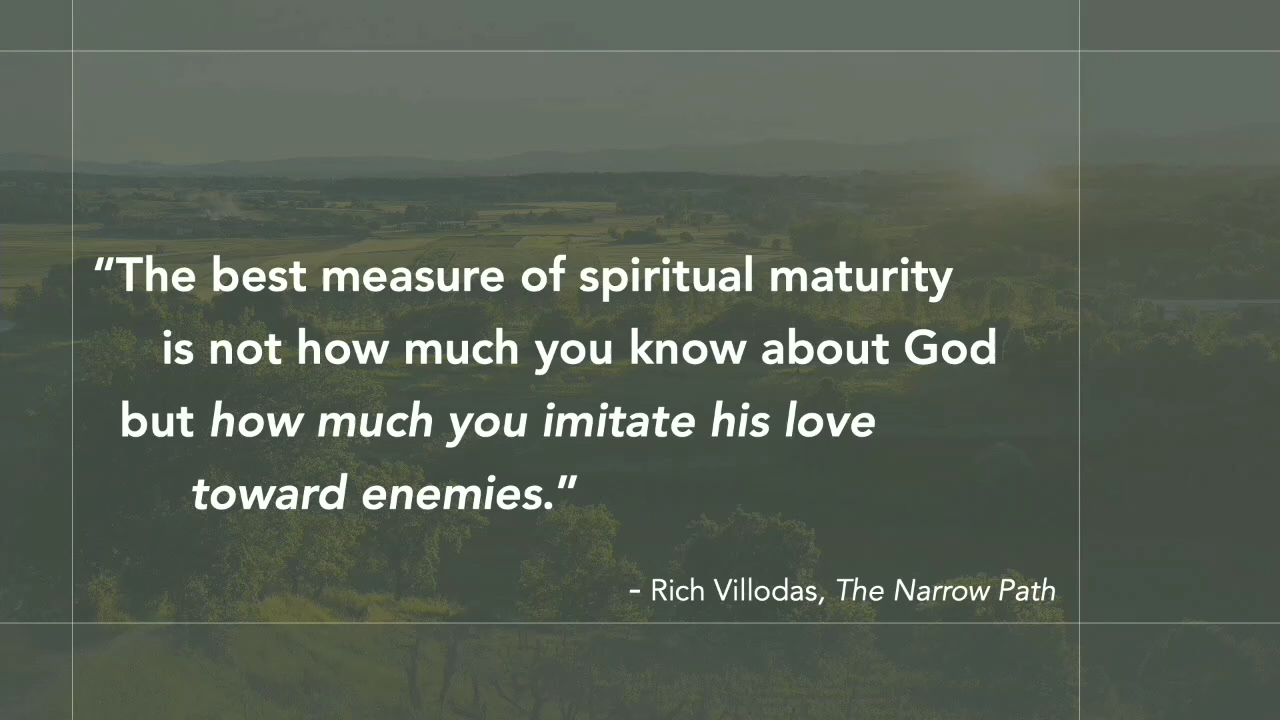 “The best measure of spiritual maturity
is not how much you know about God
but how much you imitate his love
toward enemies.”
- Rich Villodas, The Narrow Path